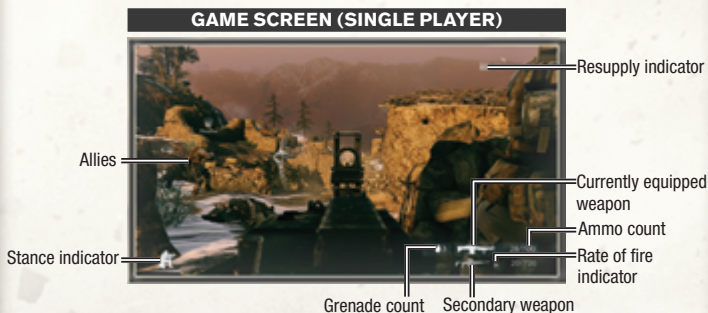 GAME SCREEN (SINGLE PLAYER)
Resupply indicator
Allies
Currently equipped
weapon
Ammo count
Stance indicator
Rate of fire
indicator
Grenade count
Secondary weapon